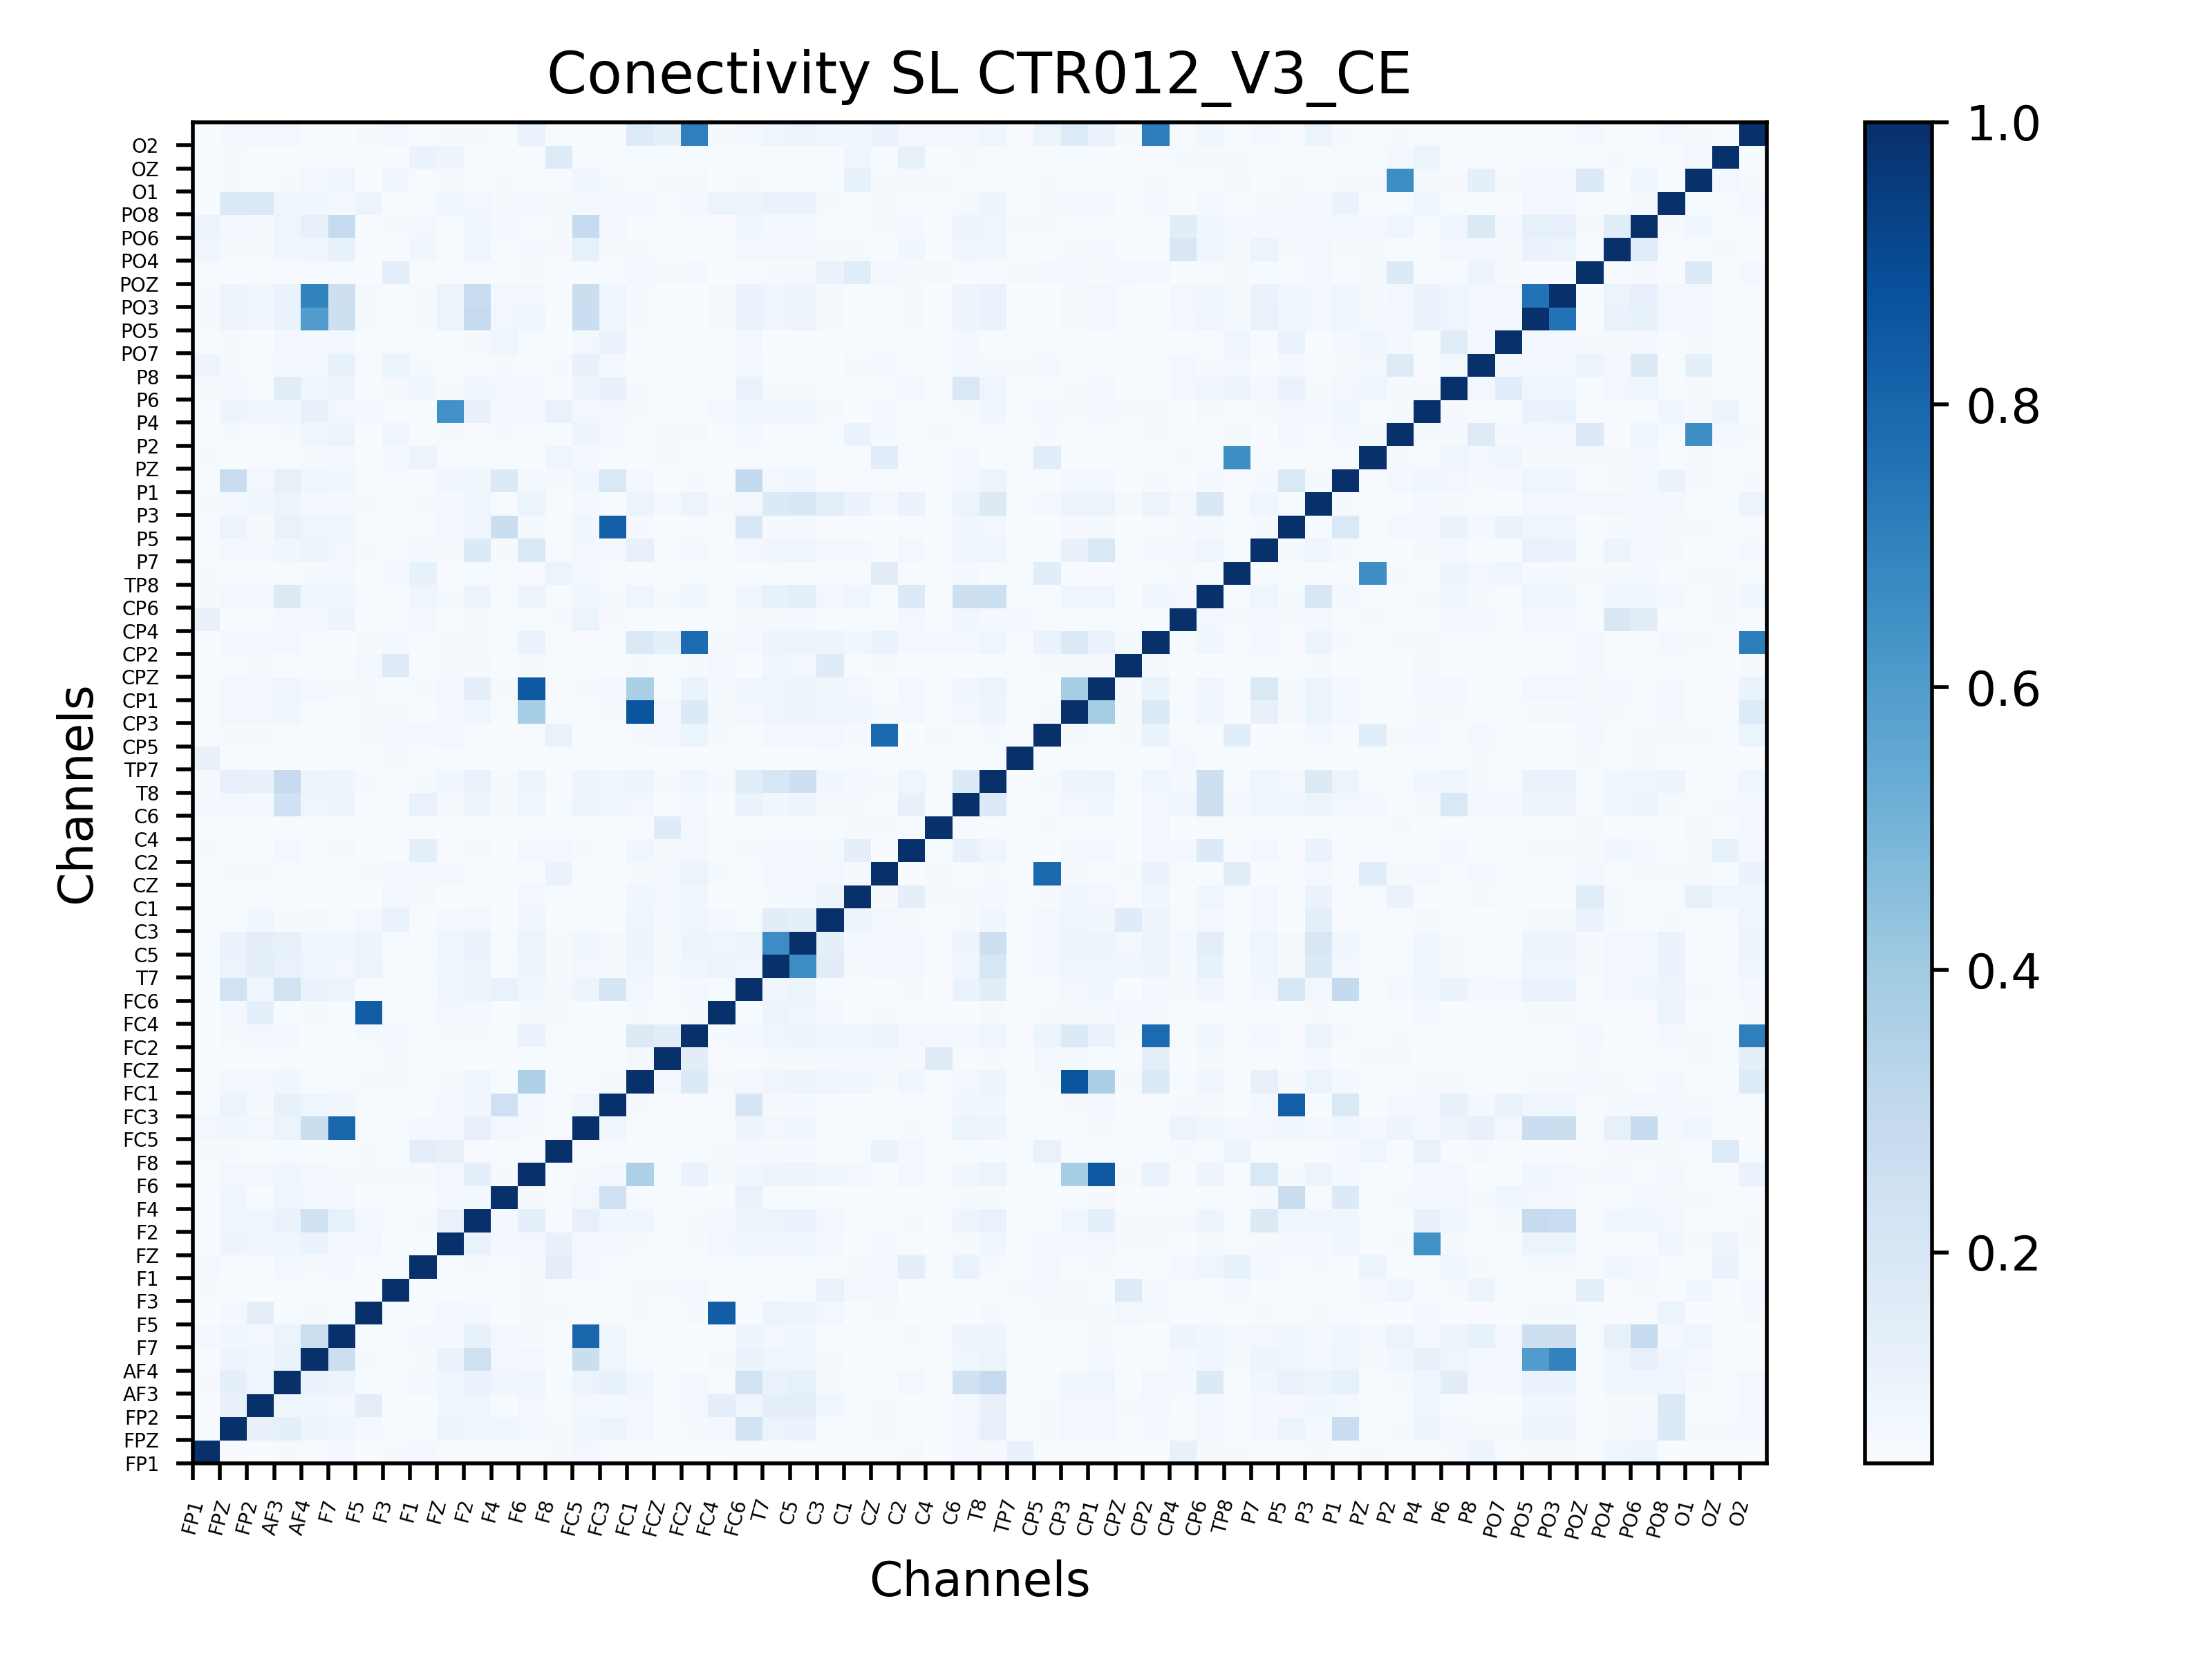 Conectivity SL CTR012_V3_CE
Channels
O2
OZ
O1
PO8
PO6
PO4
POZ
PO3
PO5
PO7
P8
P6
P4
P2
PZ
P1
P3
P5
P7
TP8
CP6
CP4
CP2
CPZ
CP1
CP3
CP5
TP7
T8
C6
C4
C2
CZ
C1
C3
C5
T7
FC6
FC4
FC2
FCZ
FC1
FC3
FC5
F8
F6
F4
F2
FZ
F1
F3
F5
F7
AF4
AF3
FP2
FPZ
FP1
FP1 FPZ FP2 AF3 AF4 F7 F5 F3 F1 FZ F2 F4 F6 F8 FC5 FC3 FC1 FCZ FC2 FC4 FC6 T7 C5 C3 C1 CZ C2 C4 C6 T8 TP7 CP5 CP3 CP1 CPZ CP2 CP4 CP6 TP8 P7 P5 P3 P1 PZ P2 P4 P6 P8 PO7 PO5 PO3 POZ PO4 PO6 PO8 O1 OZ O2
Channels
1.0
0.8
0.6
0.4
0.2